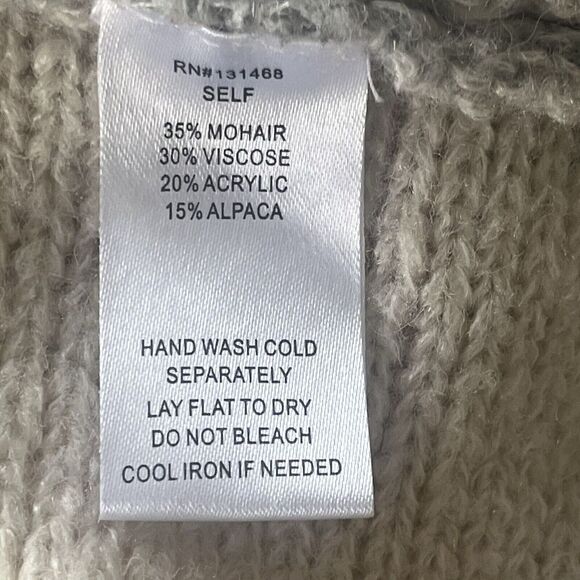 RN#131468
SELF
35% MOHAIR
30% VISCOSE
20% ACRYLIC
15% ALPACA
HAND WASH COLD
SEPARATELY
LAY FLAT TO DRY
DO NOT BLEACH
COOL IRON IF NEEDED